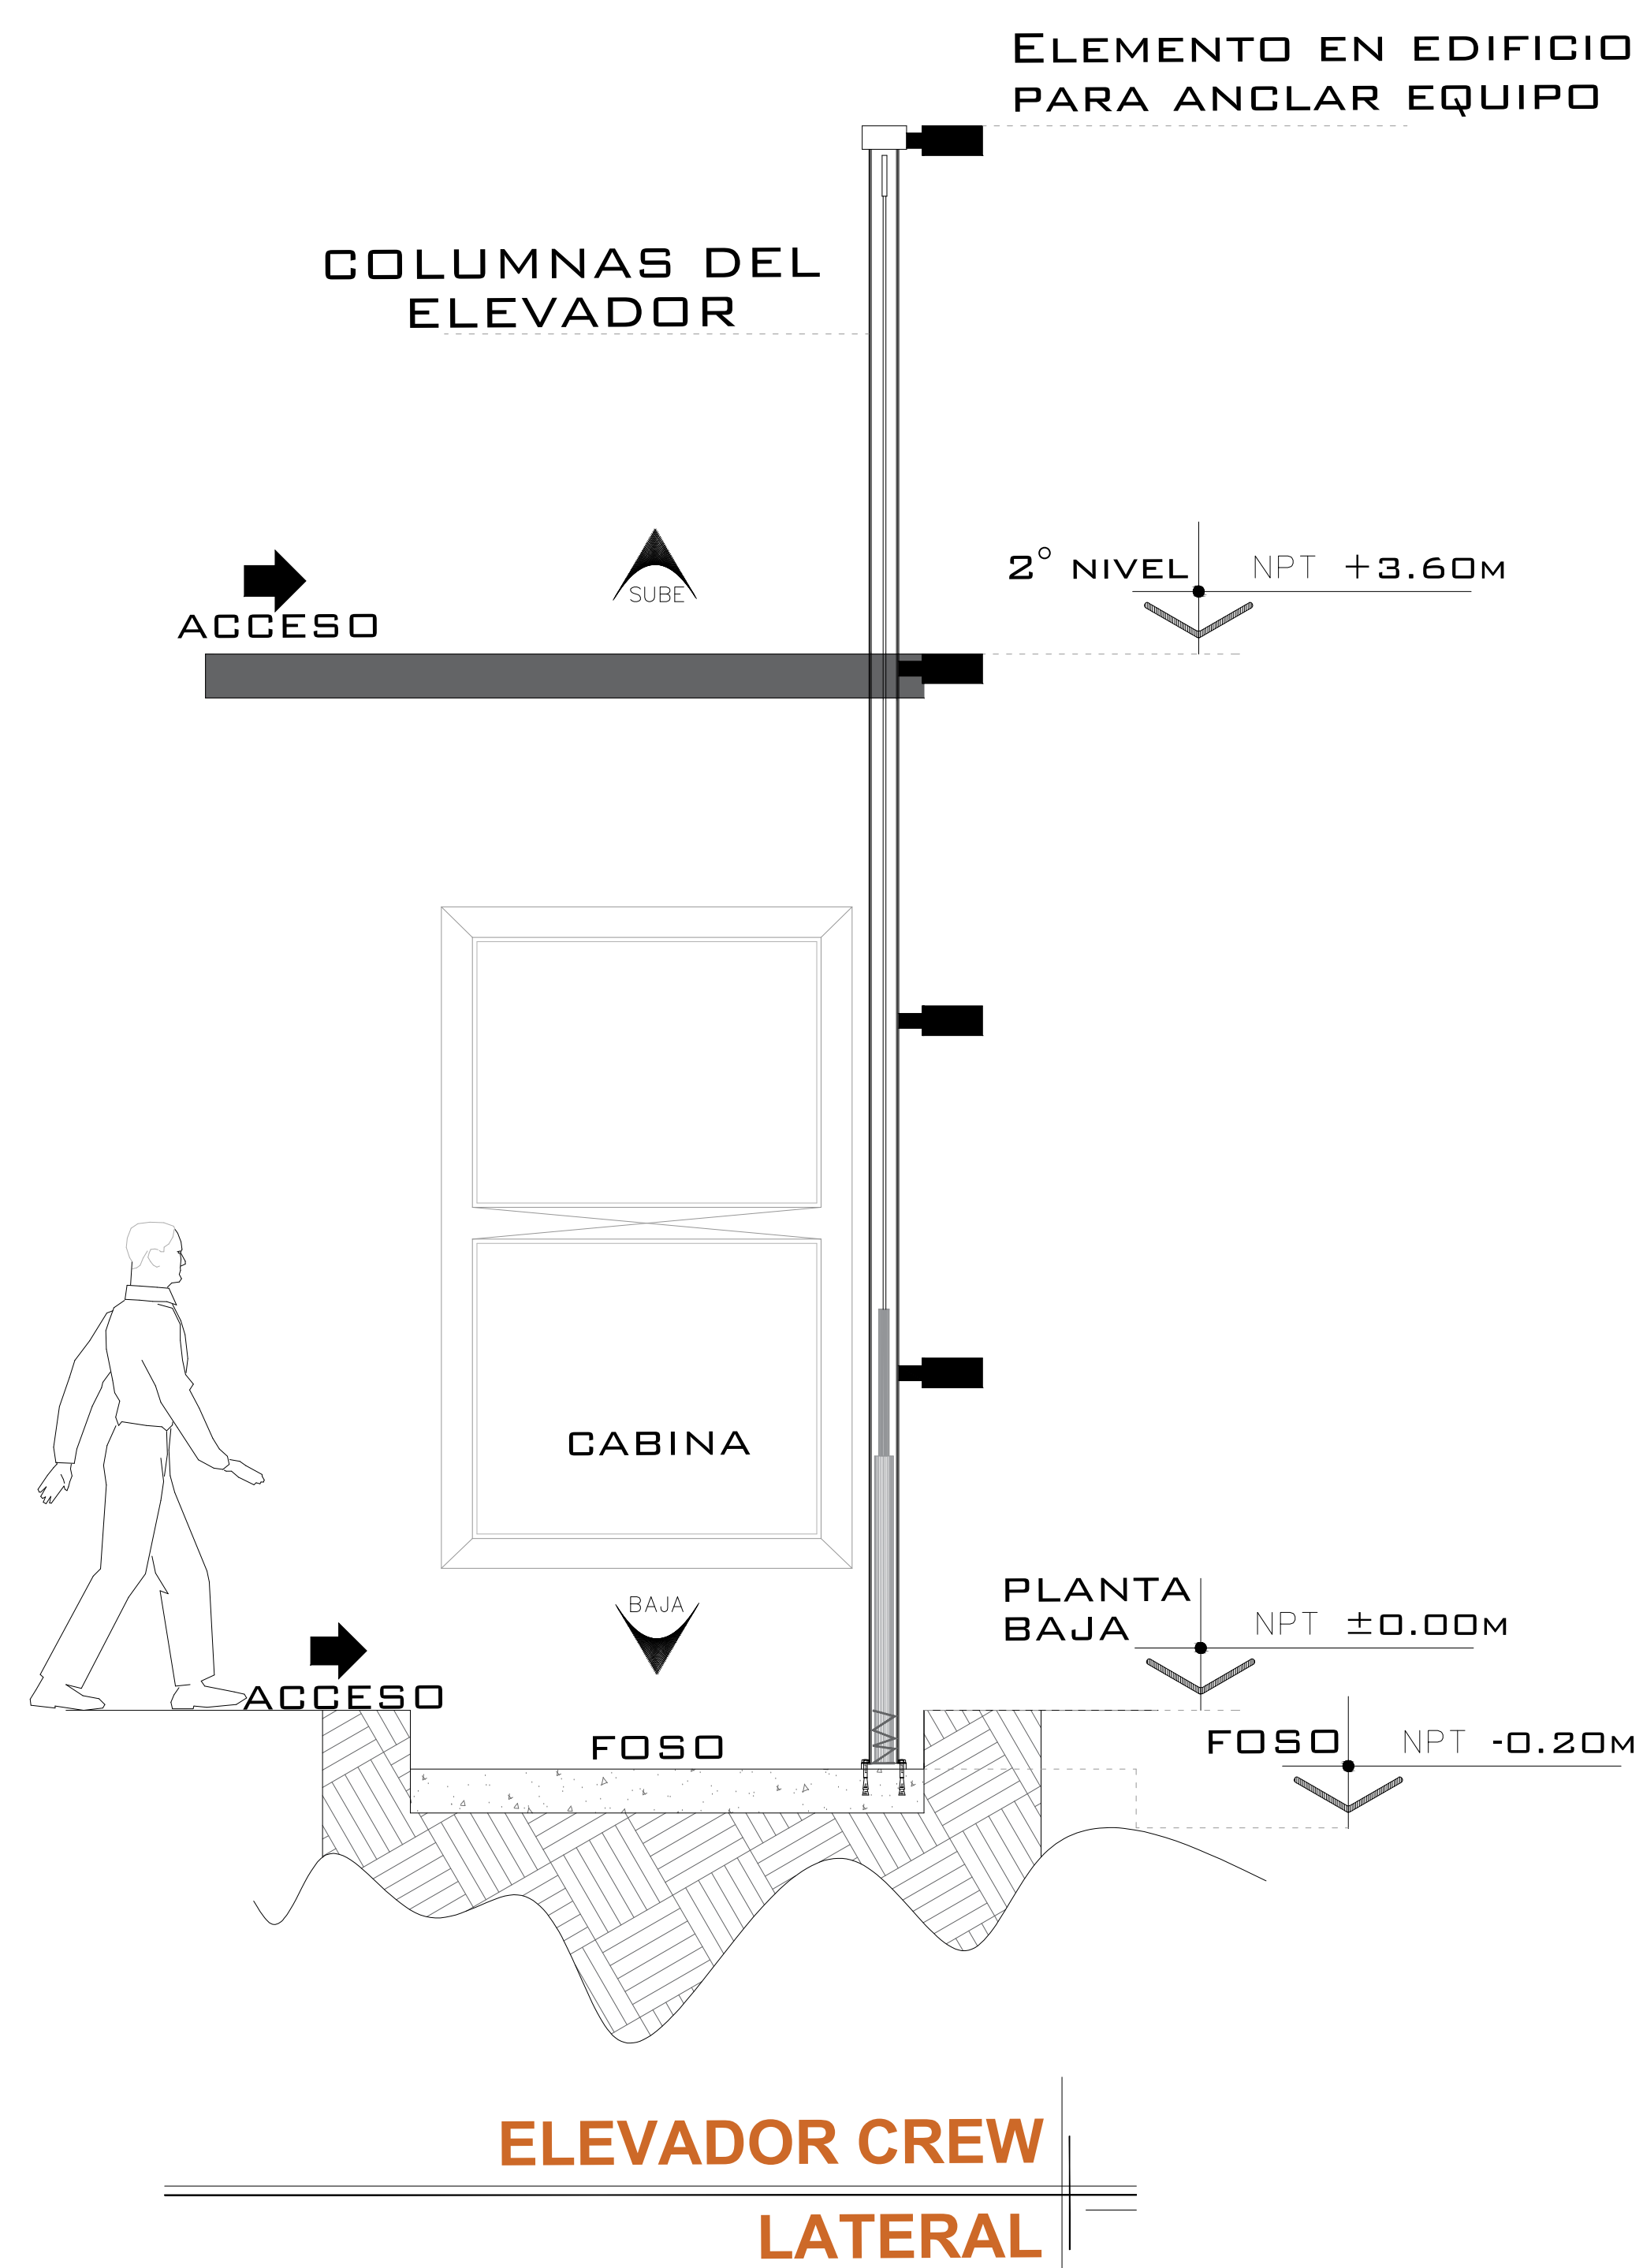 ELEMENTO EN EDIFICIO
PARA ANCLAR EQUIPO
COLUMNAS DEL
ELEVADOR
SUBE
ACCESO
2° NIVEL NPT +3.60M
CABINA
BAJA
ACCESO
PLANTA
BAJA
NPT ±0.00M
FOSO
FOSO NPT -0.20M
ELEVADOR CREW
LATERAL